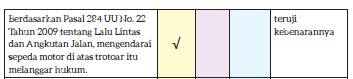 Berdasarkan Pasal 284 UU No. 22
Tahun 2009 tentang Lalu Lintas
dan Angkutan Jalan, mengendarai
sepeda motor di atas trotoar itu
melanggar hukum.
√
teruji
kebenarannya